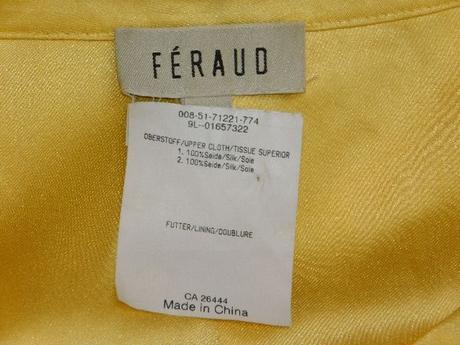 FÉRAUD
008-51-71221-774
9L--01657322
OBERSTOFF/UPPER CLOTH/TISSUE SUPERIOR
1. 100%Seide/Silk/Soie
2. 100%Seide/Silk/Soie
FUTTER/LINING/DOUBLURE
CA 26444
Made in China